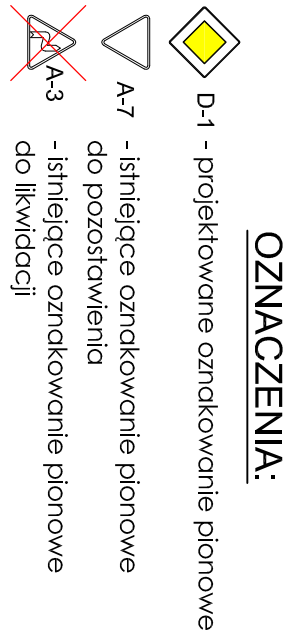 OZNACZENIA:
D-1 - projektowane oznakowanie pionowe
A-7 - istniejące oznakowanie pionowe
do pozostawienia
A-3 - istniejące oznakowanie pionowe
do likwidacji